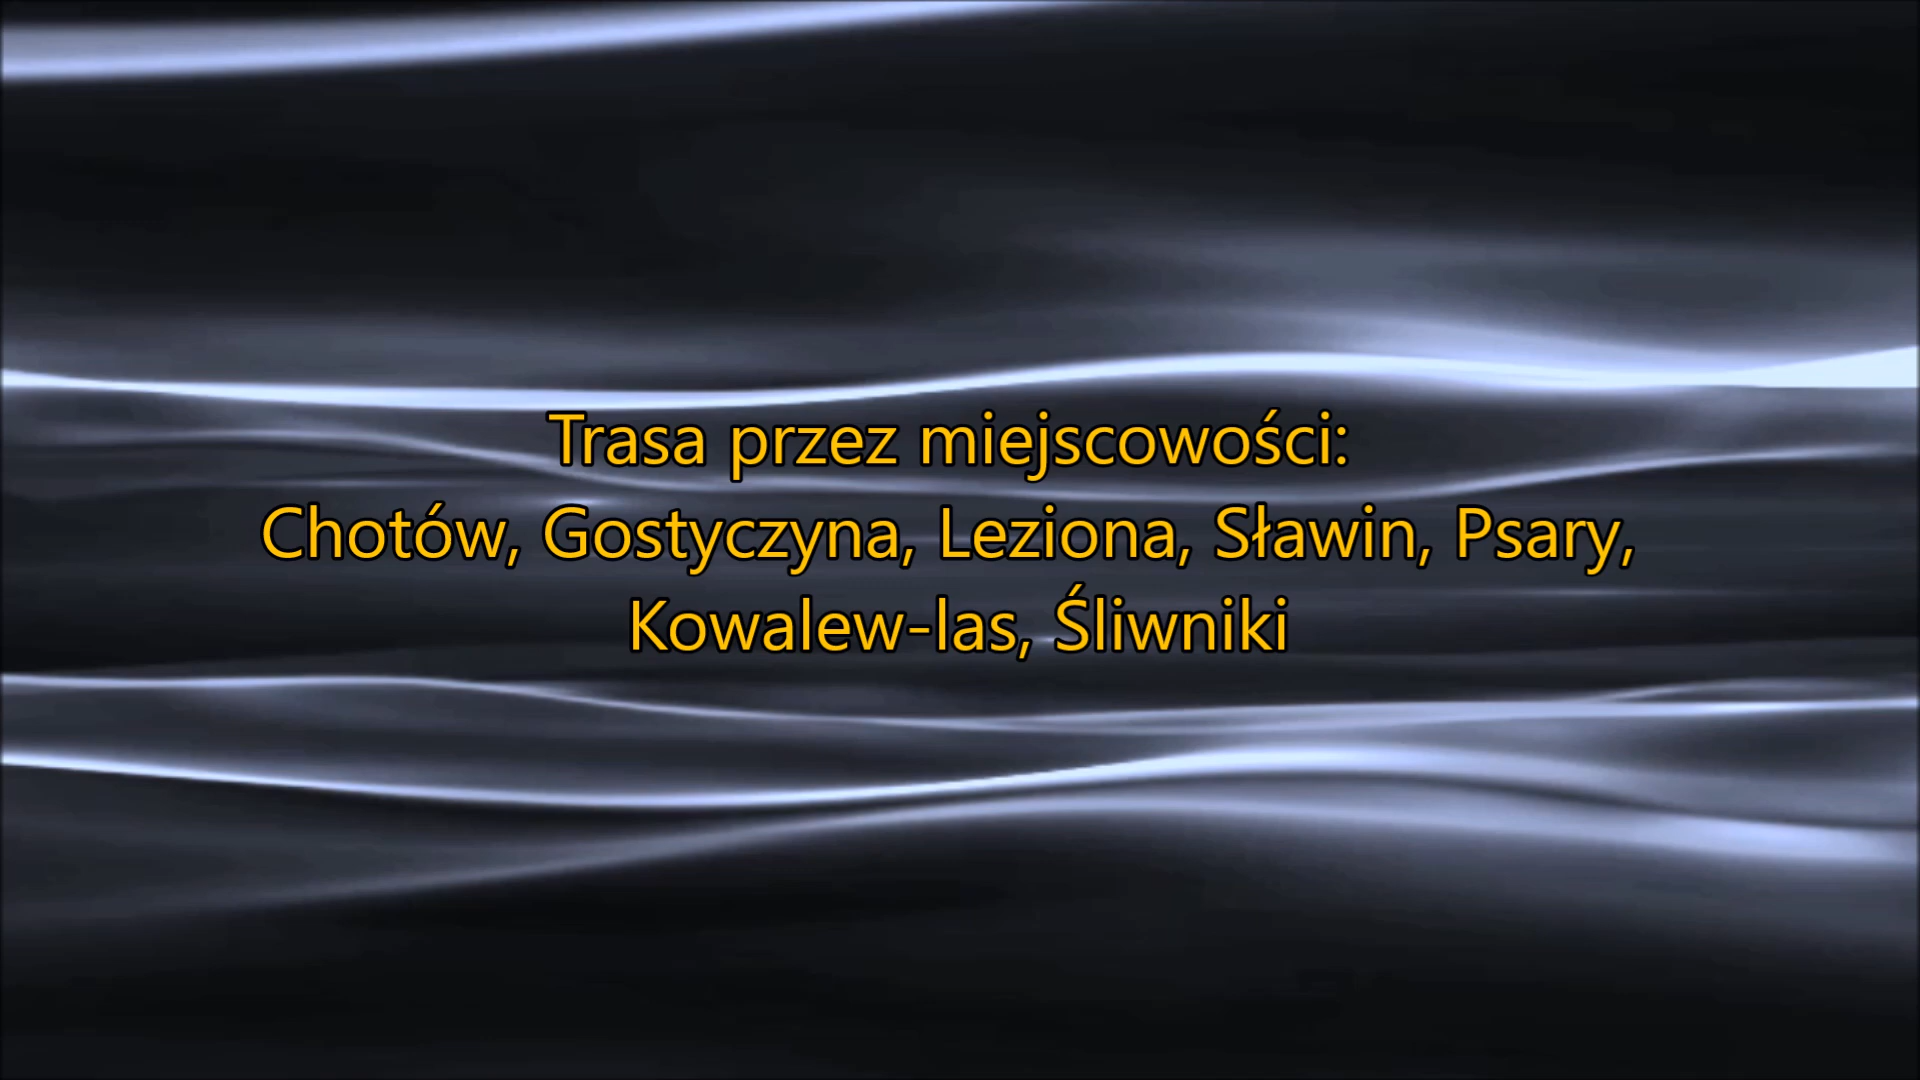 Trasa przez miejscowości:
Chotów, Gostyczyna, Leziona, Sławin, Psary,
Kowalew-las, Śliwniki